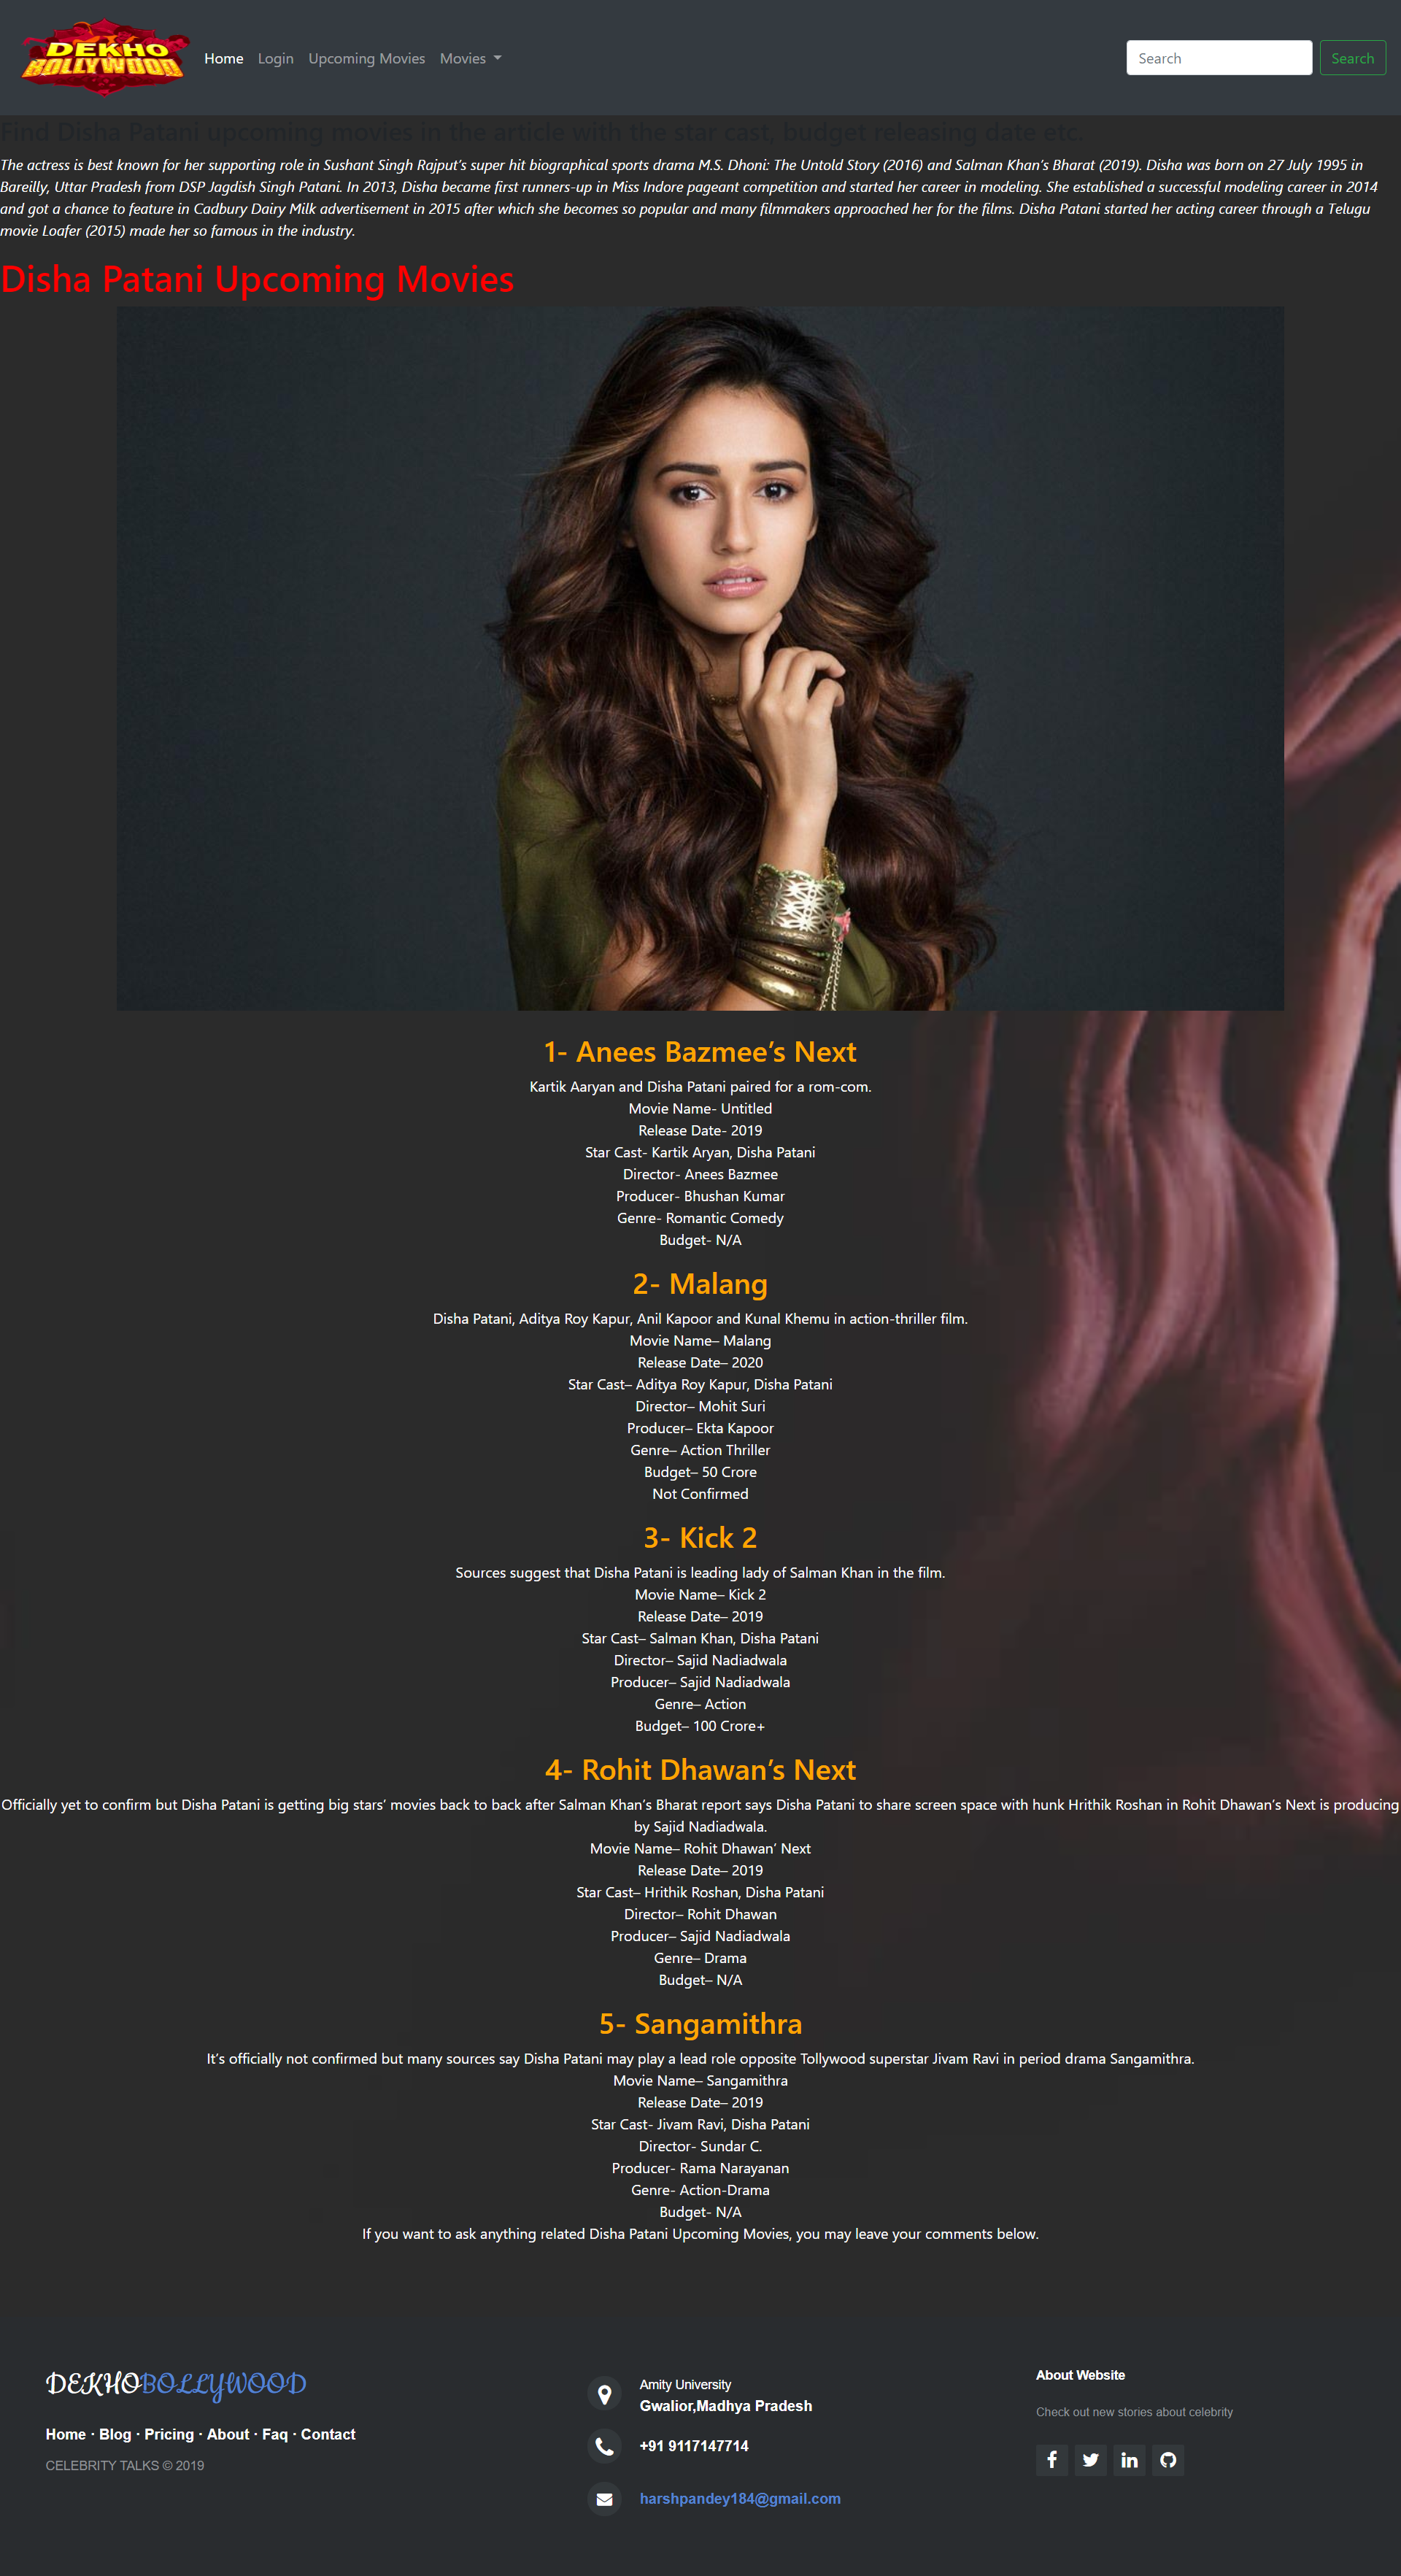 DEKHO
BOLLYWOOD
Home Login Upcoming Movies Movies
Search Search
Find Disha Patani upcoming movies in the article with the star cast, budget releasing date etc.
The actress is best known for her supporting role in Sushant Singh Rajput’s super hit biographical sports drama M.S. Dhoni: The Untold Story (2016) and Salman Khan’s Bharat (2019). Disha was born on 27 July 1995 in
Bareilly, Uttar Pradesh from DSP Jagdish Singh Patani. In 2013, Disha became first runners-up in Miss Indore pageant competition and started her career in modeling. She established a successful modeling career in 2014
and got a chance to feature in Cadbury Dairy Milk advertisement in 2015 after which she becomes so popular and many filmmakers approached her for the films. Disha Patani started her acting career through a Telugu
movie Loafer (2015) made her so famous in the industry.
Disha Patani Upcoming Movies
1- Anees Bazmee’s Next
Kartik Aaryan and Disha Patani paired for a rom-com.
Movie Name- Untitled
Release Date- 2019
Star Cast- Kartik Aryan, Disha Patani
Director- Anees Bazmee
Producer- Bhushan Kumar
Genre- Romantic Comedy
Budget- N/A
2- Malang
Disha Patani, Aditya Roy Kapur, Anil Kapoor and Kunal Khemu in action-thriller film.
Movie Name– Malang
Release Date– 2020
Star Cast– Aditya Roy Kapur, Disha Patani
Director– Mohit Suri
Producer– Ekta Kapoor
Genre– Action Thriller
Budget– 50 Crore
Not Confirmed
3- Kick 2
Sources suggest that Disha Patani is leading lady of Salman Khan in the film.
Movie Name– Kick 2
Release Date– 2019
Star Cast– Salman Khan, Disha Patani
Director– Sajid Nadiadwala
Producer– Sajid Nadiadwala
Genre– Action
Budget– 100 Crore+
4- Rohit Dhawan’s Next
Officially yet to confirm but Disha Patani is getting big stars’ movies back to back after Salman Khan’s Bharat report says Disha Patani to share screen space with hunk Hrithik Roshan in Rohit Dhawan’s Next is producing
by Sajid Nadiadwala.
Movie Name– Rohit Dhawan’ Next
Release Date– 2019
Star Cast– Hrithik Roshan, Disha Patani
Director– Rohit Dhawan
Producer– Sajid Nadiadwala
Genre– Drama
Budget– N/A
5- Sangamithra
It’s officially not confirmed but many sources say Disha Patani may play a lead role opposite Tollywood superstar Jivam Ravi in period drama Sangamithra.
Movie Name– Sangamithra
Release Date– 2019
Star Cast- Jivam Ravi, Disha Patani
Director- Sundar C.
Producer- Rama Narayanan
Genre- Action-Drama
Budget- N/A
If you want to ask anything related Disha Patani Upcoming Movies, you may leave your comments below.
DEKHOBOLLYWOOD
Home · Blog · Pricing · About · Faq · Contact
CELEBRITY TALKS © 2019
Amity University
Gwalior,Madhya Pradesh
+91 9117147714
harshpandey184@gmail.com
About Website
Check out new stories about celebrity